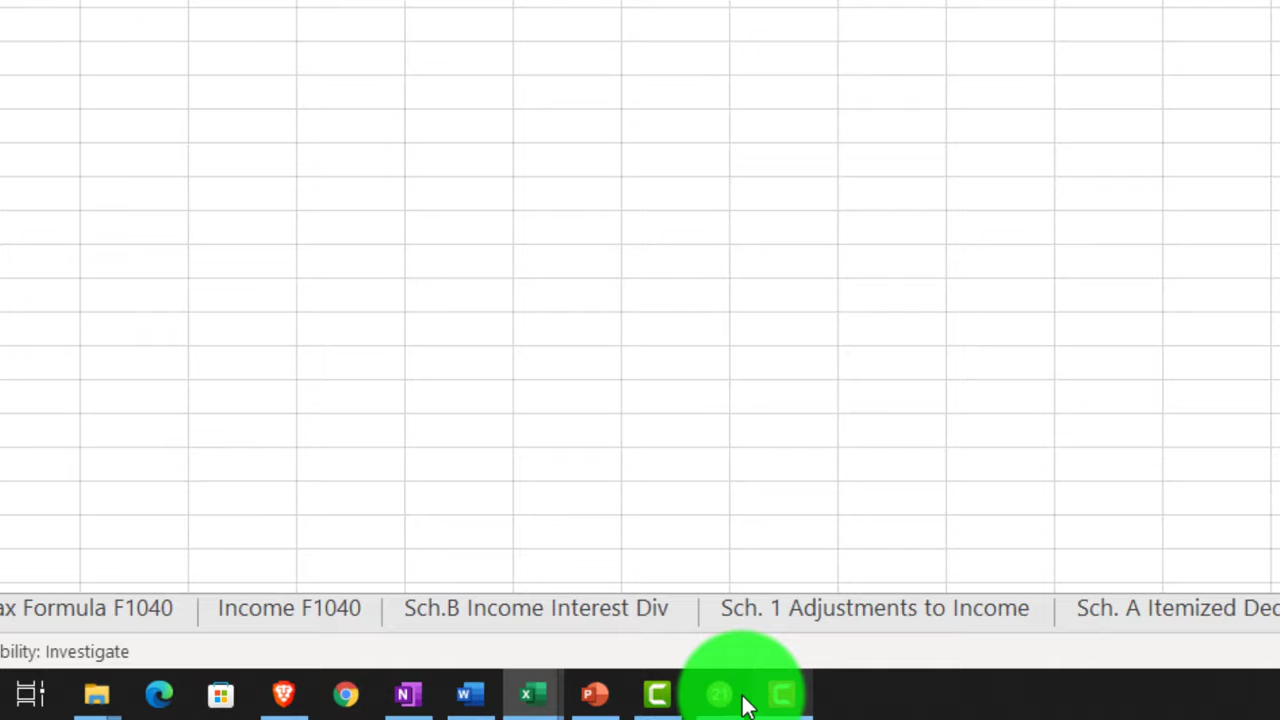 ax Formula F1040 Income F1040 Sch.B Income Interest Div Sch. 1 Adjustments to Income Sch. A Itemized Dec
bility: Investigate
21